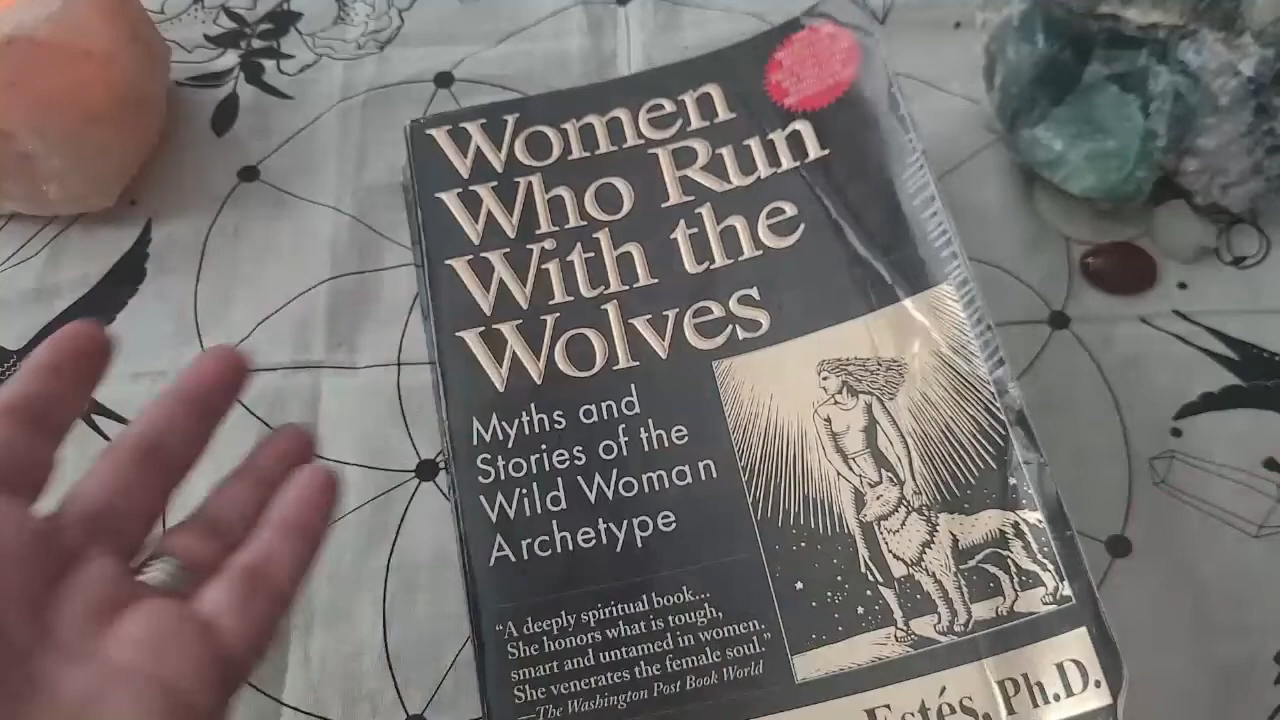 Women
Who Run
With the
Wolves
Myths and
Stories of the
Wild Woman
Archetype
“A deeply spiritual book...
She honors what is tough,
smart and untamed in women.
She venerates the female soul.”
—The Washington Post Book World
Estés, Ph.D.